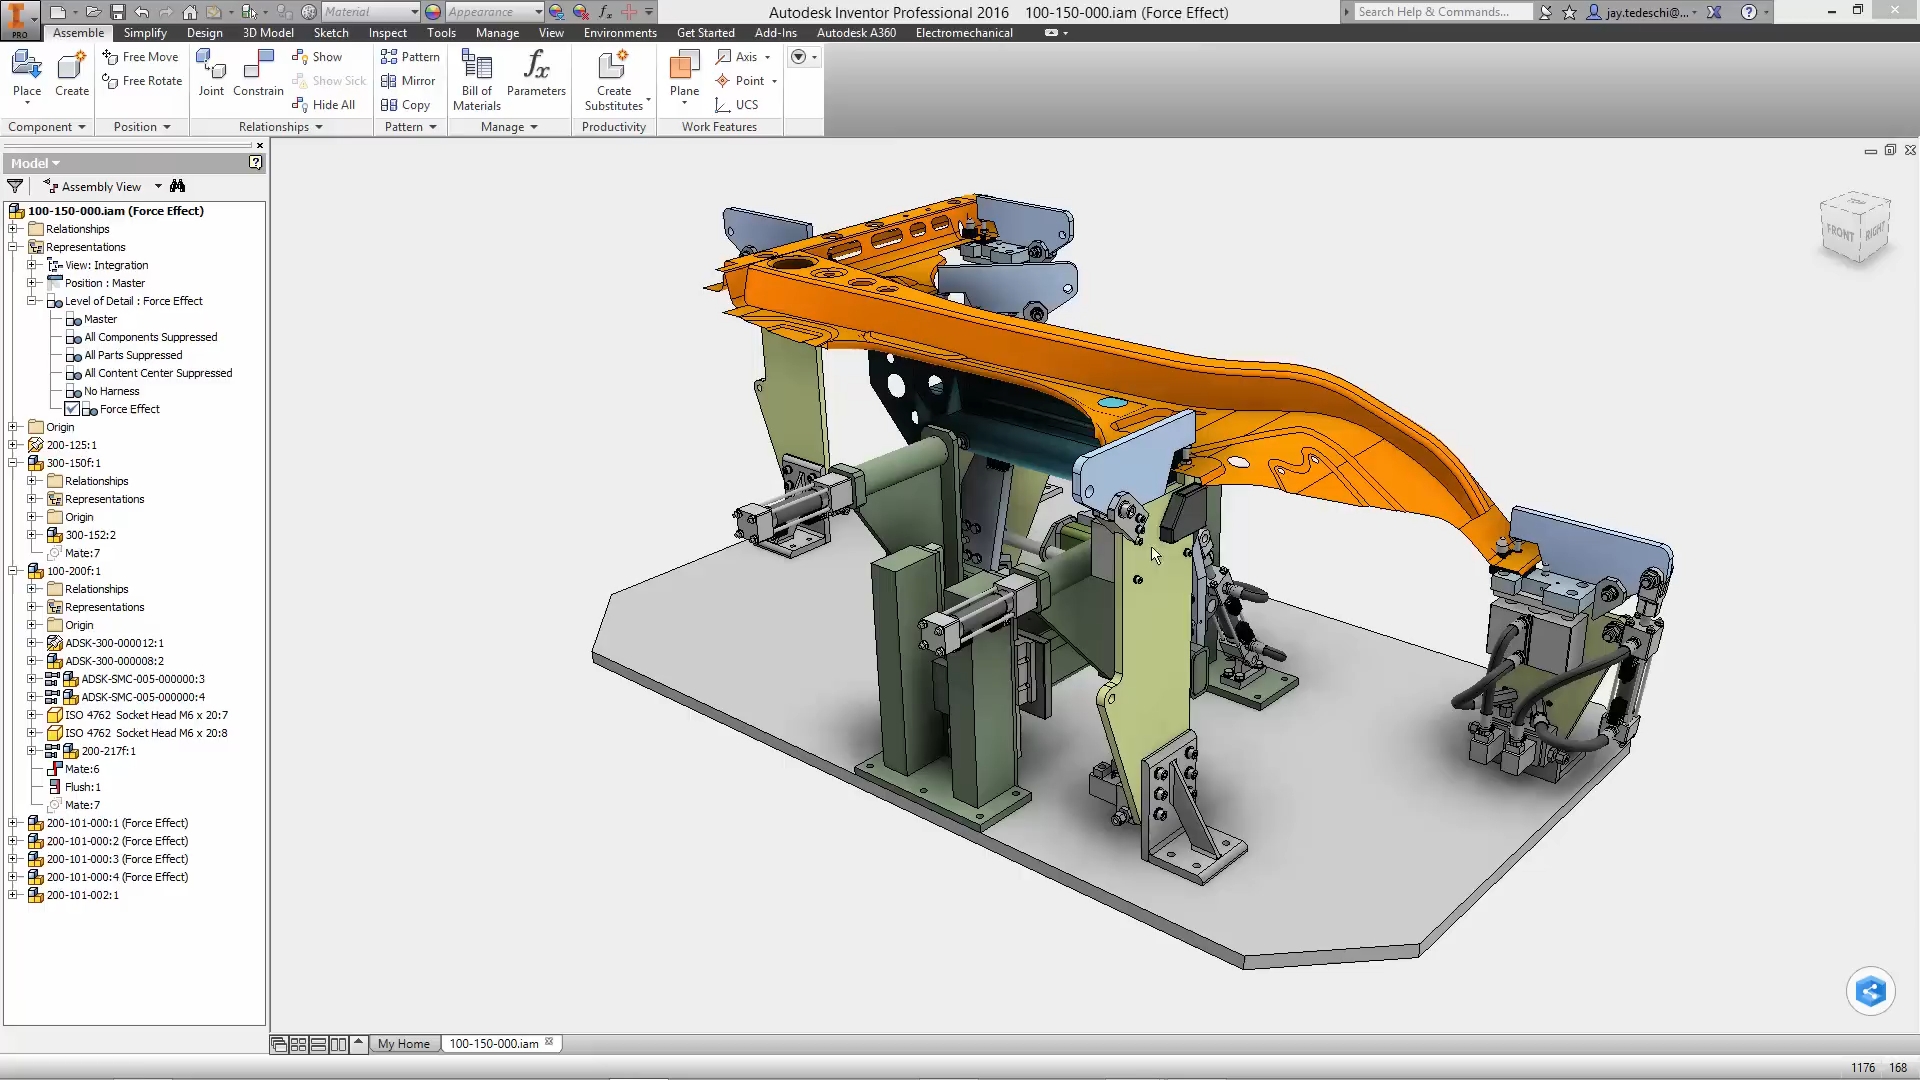 Material
Appearance
Autodesk Inventor Professional 2016 100-150-000.iam (Force Effect)
Search Help & Commands...
jay.tedeschi@...
PRO
Assemble Simplify Design 3D Model Sketch Inspect Tools Manage View Environments Get Started Add-Ins Autodesk A360 Electromechanical
Place
Create
Free Move
Free Rotate
Joint
Constrain
Show
Show Sick
Hide All
Pattern
Mirror
Copy
Bill of
Materials
fx
Parameters
Create
Substitutes
Plane
Axis
Point
UCS
Component Position Relationships Pattern Manage Productivity Work Features
Model
Assembly View
100-150-000.iam (Force Effect)
Relationships
Representations
View: Integration
Position : Master
Level of Detail : Force Effect
Master
All Components Suppressed
All Parts Suppressed
All Content Center Suppressed
No Harness
Force Effect
Origin
200-125:1
300-150f:1
Relationships
Representations
Origin
300-152:2
Mate:7
100-200f:1
Relationships
Representations
Origin
ADSK-300-000012:1
ADSK-300-000008:2
ADSK-SMC-005-000000:3
ADSK-SMC-005-000000:4
ISO 4762 Socket Head M6 x 20:7
ISO 4762 Socket Head M6 x 20:8
200-217f:1
Mate:6
Flush:1
Mate:7
200-101-000:1 (Force Effect)
200-101-000:2 (Force Effect)
200-101-000:3 (Force Effect)
200-101-000:4 (Force Effect)
200-101-002:1
TOP
FRONT
RIGHT
My Home
100-150-000.iam
1176 168